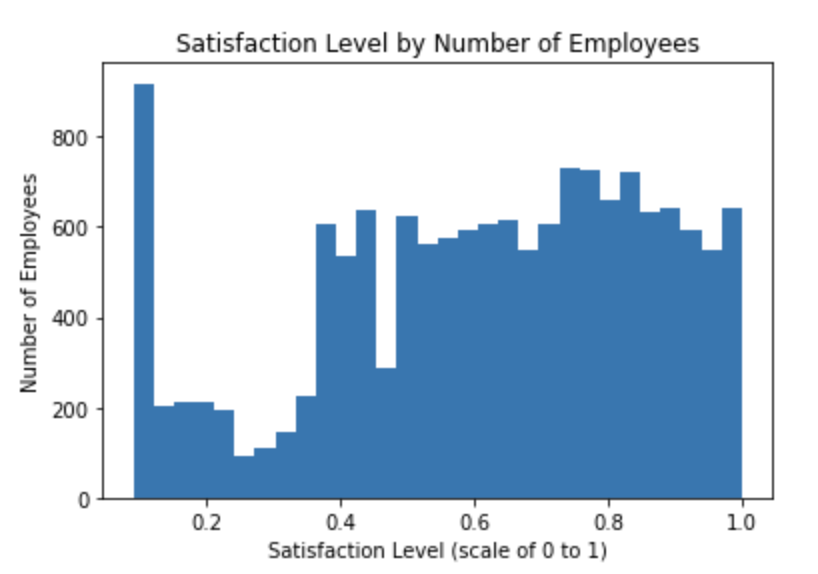 Satisfaction Level by Number of Employees
Number of Employees
800
600
400
200
0
0.2 0.4 0.6 0.8 1.0
Satisfaction Level (scale of 0 to 1)